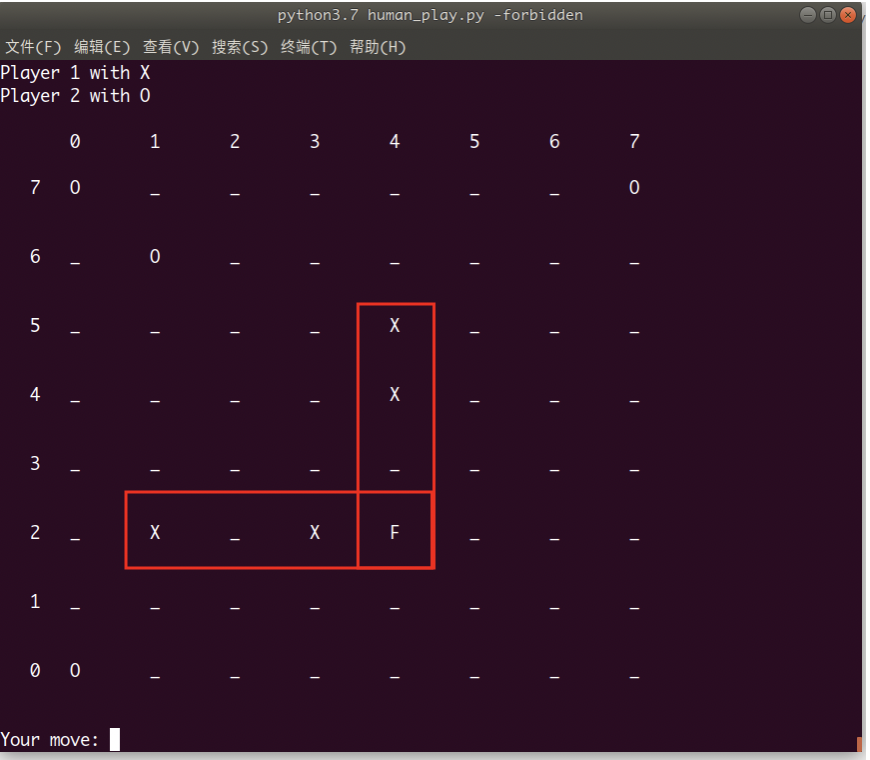 python3.7 human_play.py -forbidden
文件(F) 编辑(E) 查看(V) 搜索(S) 终端(T) 帮助(H)
Player 1 with X
Player 2 with O
0 1 2 3 4 5 6 7
7 O _ _ _ _ _ _ O
6 _ O _ _ _ _ _ _
5 _ _ _ _ X _ _ _
4 _ _ _ _ X _ _ _
3 _ _ _ _ _ _ _ _
2 _ X _ X F _ _ _
1 _ _ _ _ _ _ _ _
0 O _ _ _ _ _ _ _
Your move: